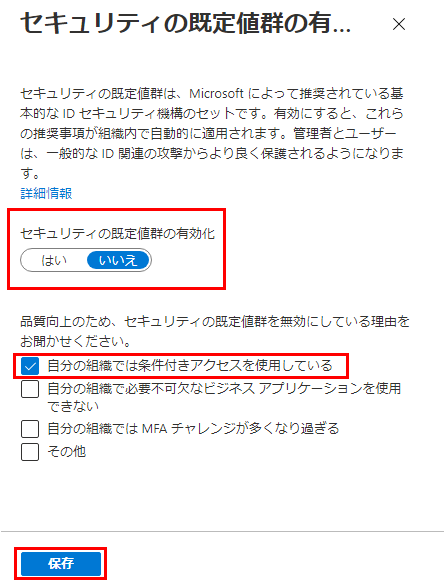 セキュリティの既定値群の有...
セキュリティの既定値群は、Microsoft によって推奨されている基
本的な ID セキュリティ機構のセットです。有効にすると、これら
の推奨事項が組織内で自動的に適用されます。管理者とユーザー
は、一般的な ID 関連の攻撃からより良く保護されるようになりま
す。
詳細情報
セキュリティの既定値群の有効化
はい いいえ
品質向上のため、セキュリティの既定値群を無効にしている理由を
お聞かせください。
自分の組織では条件付きアクセスを使用している
自分の組織で必要不可欠なビジネス アプリケーションを使用
できない
自分の組織では MFA チャレンジが多くなり過ぎる
その他
保存